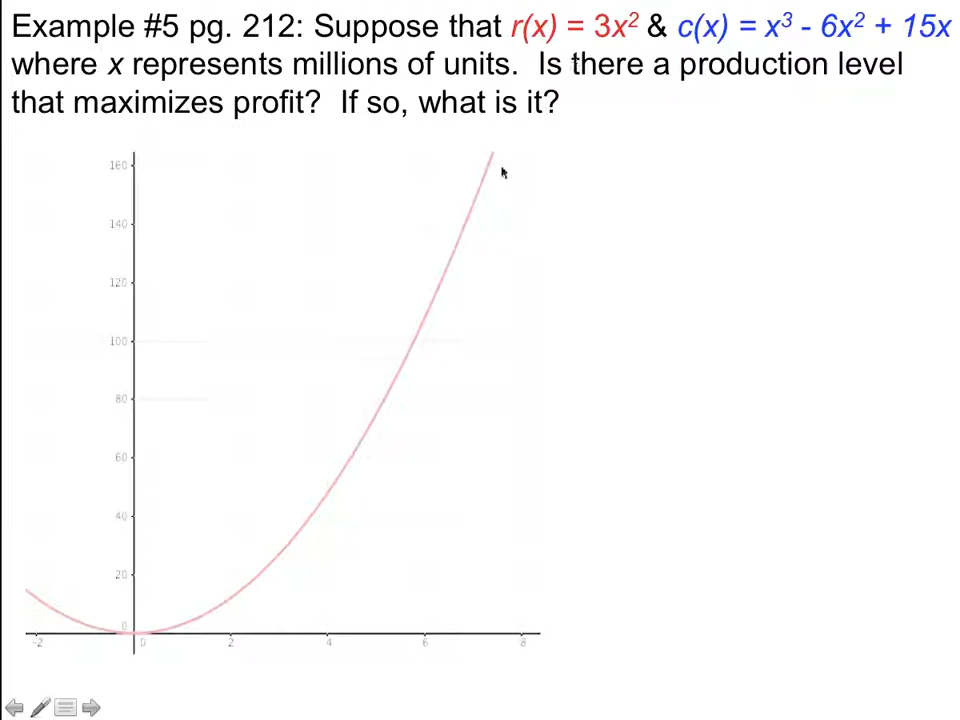 Example #5 pg. 212: Suppose that r(x) = 3x² & c(x) = x³ - 6x² + 15x
where x represents millions of units. Is there a production level
that maximizes profit? If so, what is it?
160
140
120
100
80
60
40
20
0
-2 0 2 4 6 8